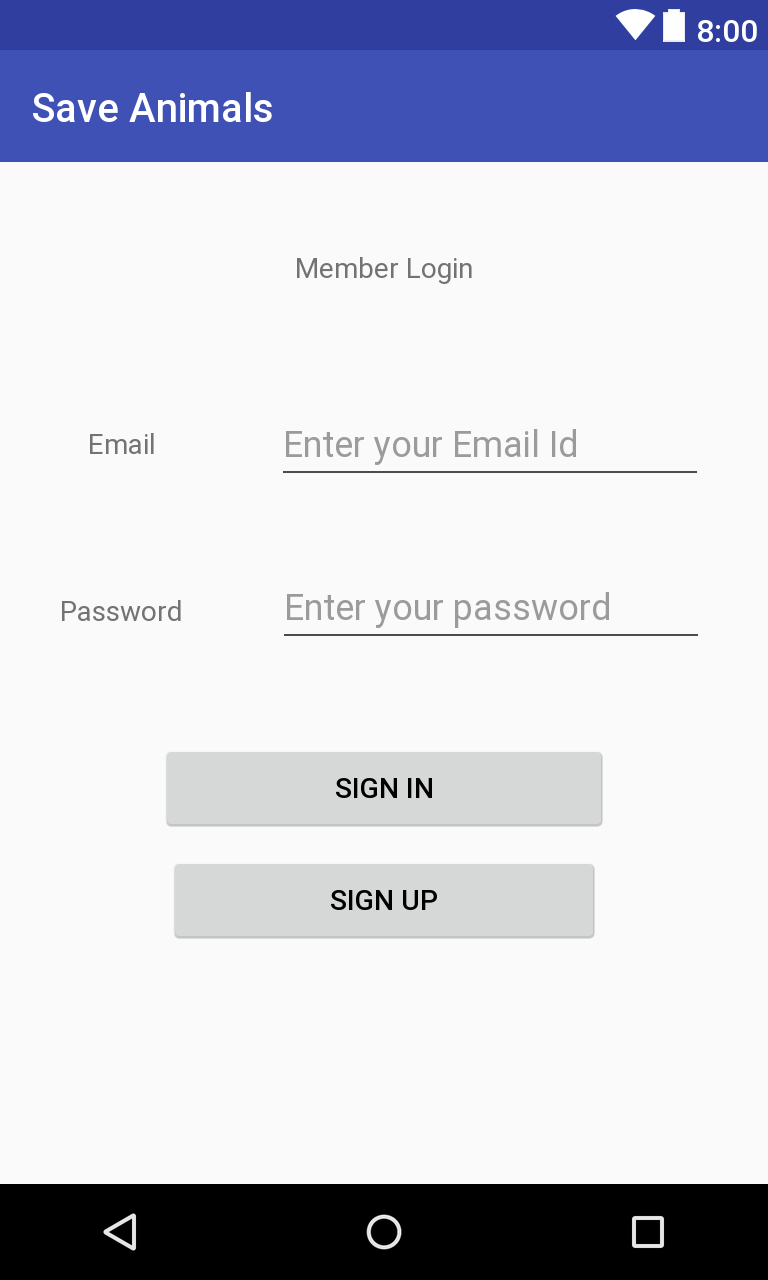 8:00
Save Animals
Member Login
Email
Enter your Email Id
Password
Enter your password
SIGN IN
SIGN UP